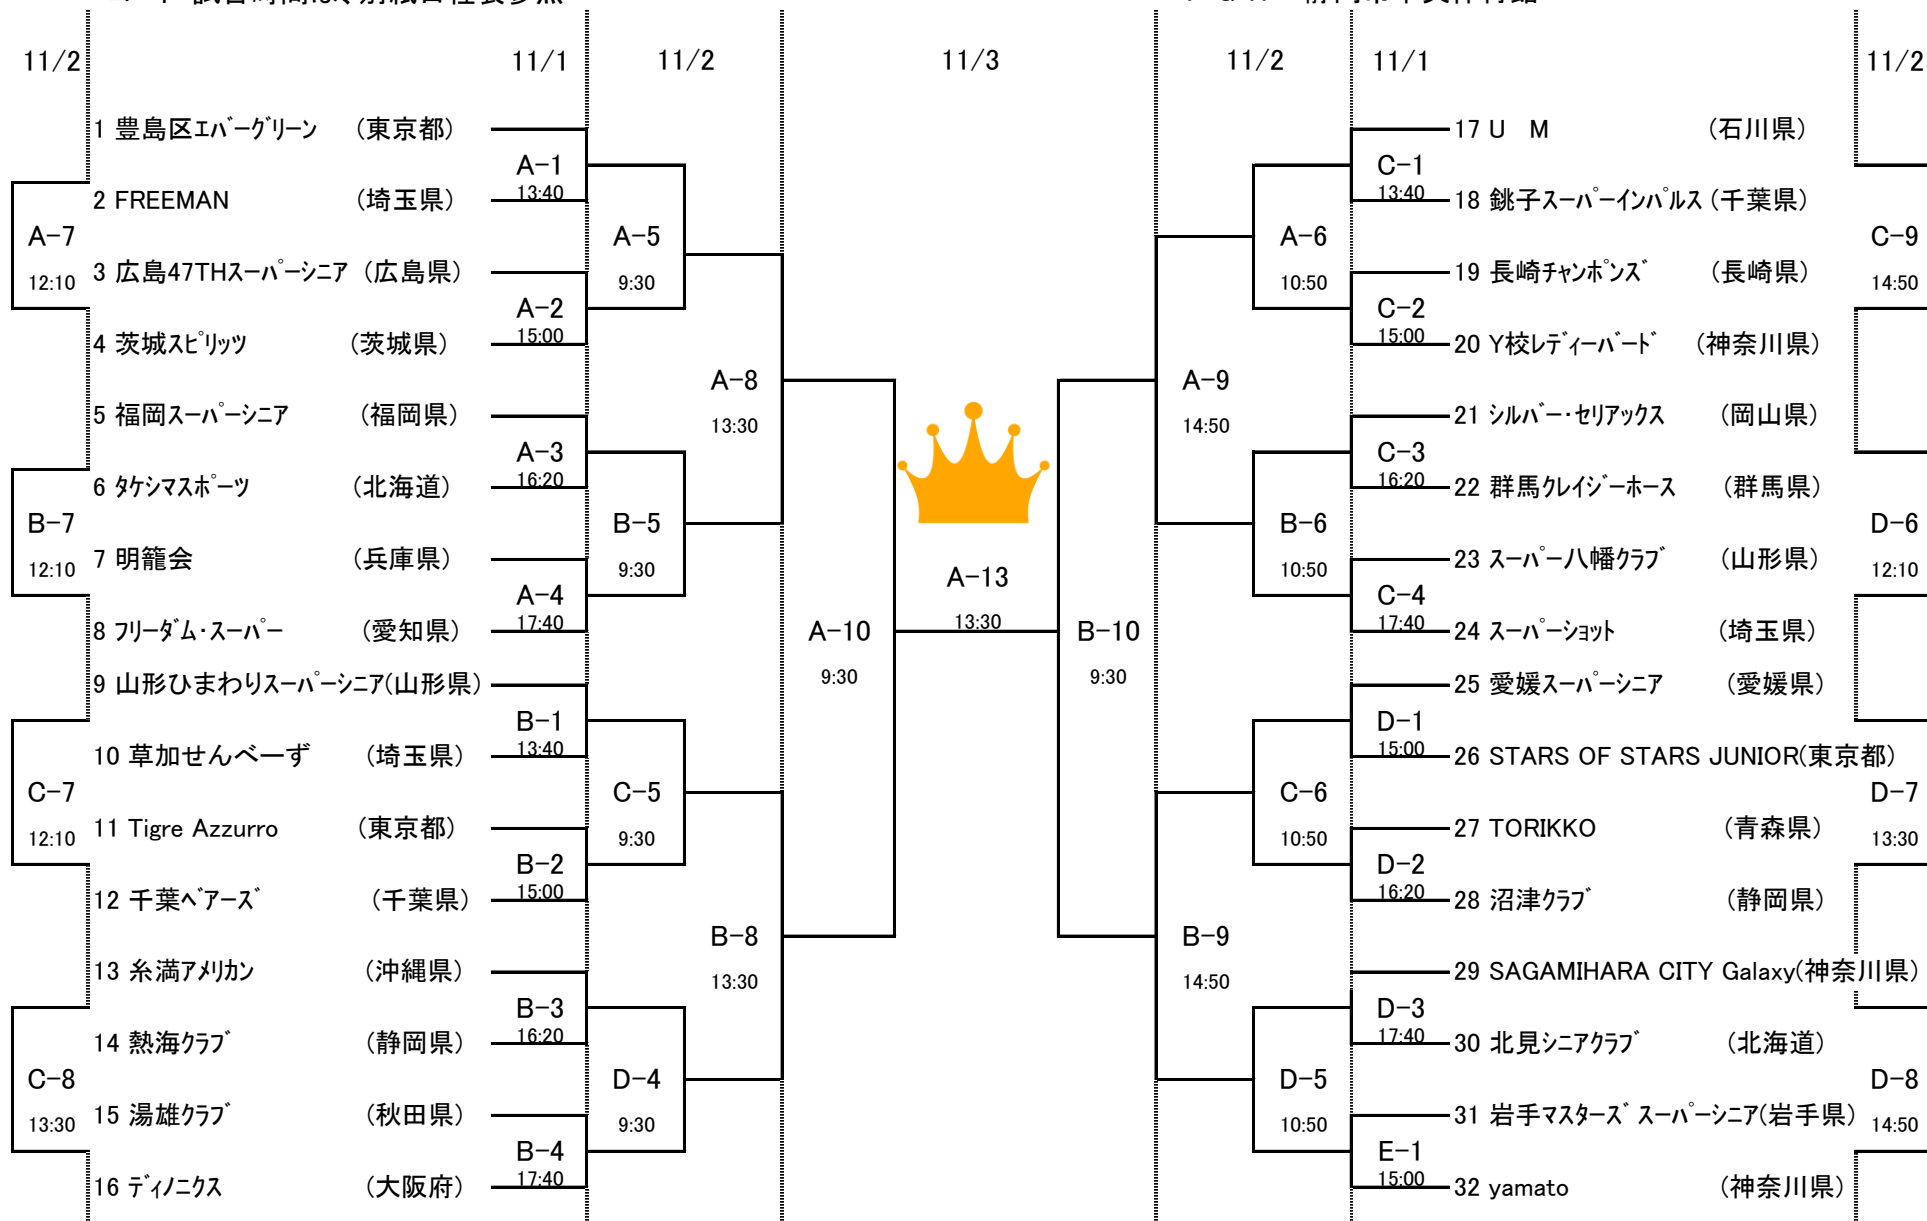 11/2 11/1 11/2 11/3 11/2 11/1 11/2
1 豊島区エバーグリーン (東京都)
A-1
13:40
2 FREEMAN (埼玉県)
A-7
12:10
A-5
9:30
3 広島47THスーパーシニア (広島県)
A-2
15:00
4 茨城スピリッツ (茨城県)
A-8
13:30
5 福岡スーパーシニア (福岡県)
A-3
16:20
6 タケシマスポーツ (北海道)
B-7
12:10
B-5
9:30
7 明籠会 (兵庫県)
A-4
17:40
8 フリーダム・スーパー (愛知県)
A-10
9:30
9 山形ひまわりスーパーシニア(山形県)
B-1
13:40
10 草加せんべーず (埼玉県)
C-7
12:10
C-5
9:30
11 Tigre Azzurro (東京都)
B-2
15:00
12 千葉ベアーズ (千葉県)
B-8
13:30
13 糸満アメリカン (沖縄県)
B-3
16:20
14 熱海クラブ (静岡県)
C-8
13:30
D-4
9:30
15 湯雄クラブ (秋田県)
B-4
17:40
16 ディノニクス (大阪府)
A-13
13:30
17 U M (石川県)
C-1
13:40
18 銚子スーパーインパルス (千葉県)
A-6
10:50
C-9
14:50
19 長崎チャンポンズ (長崎県)
C-2
15:00
20 Y校レディーバード (神奈川県)
A-9
14:50
21 シルバー・セリアックス (岡山県)
C-3
16:20
22 群馬クレイジーホース (群馬県)
B-6
10:50
D-6
12:10
23 スーパー八幡クラブ (山形県)
C-4
17:40
24 スーパーショット (埼玉県)
B-10
9:30
25 愛媛スーパーシニア (愛媛県)
D-1
15:00
26 STARS OF STARS JUNIOR(東京都)
C-6
10:50
D-7
13:30
27 TORIKKO (青森県)
D-2
16:20
28 沼津クラブ (静岡県)
B-9
14:50
29 SAGAMIHARA CITY Galaxy(神奈川県)
D-3
17:40
30 北見シニアクラブ (北海道)
D-5
10:50
D-8
14:50
31 岩手マスターズ スーパーシニア(岩手県)
E-1
15:00
32 yamato (神奈川県)